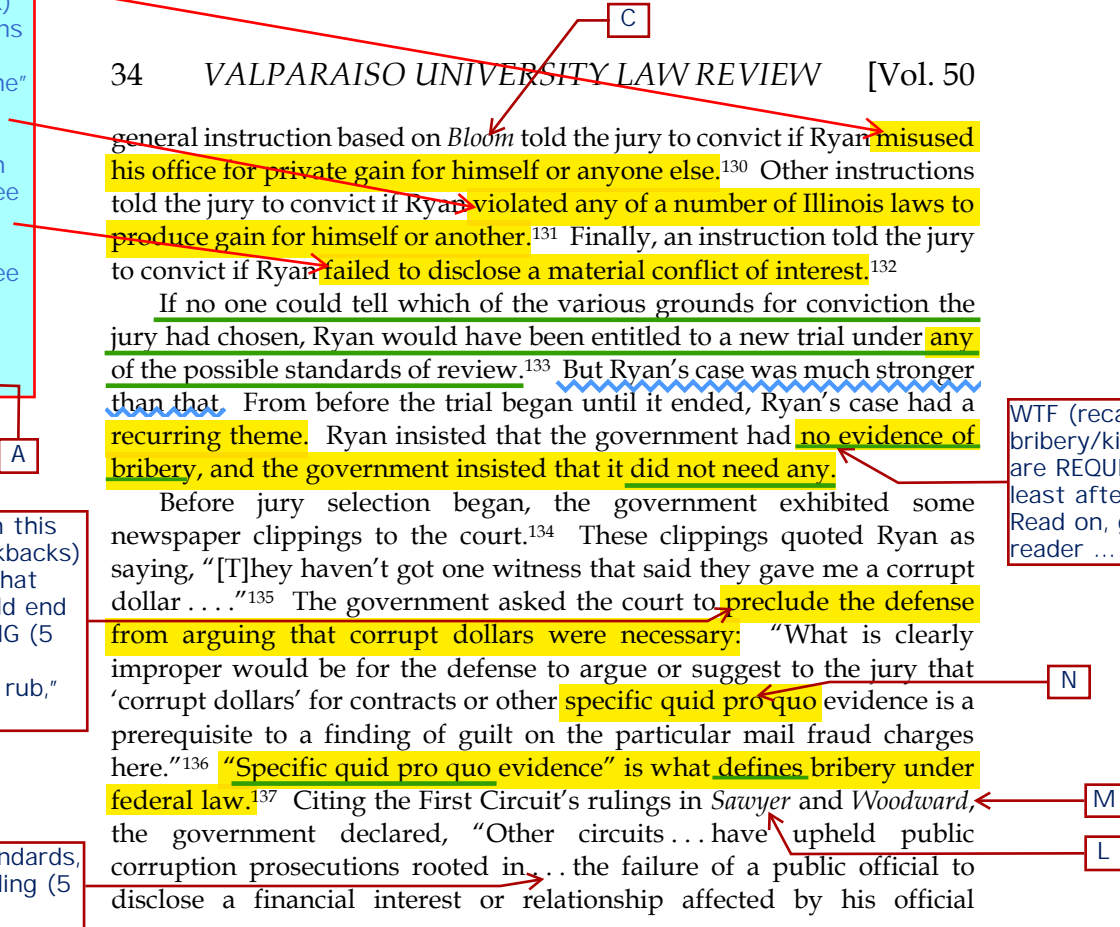 C
34 VALPARAISO UNIVERSITY LAW REVIEW [Vol. 50
general instruction based on Bloom told the jury to convict if Ryan misused
his office for private gain for himself or anyone else.130 Other instructions
told the jury to convict if Ryan violated any of a number of Illinois laws to
produce gain for himself or another.131 Finally, an instruction told the jury
to convict if Ryan failed to disclose a material conflict of interest.132
If no one could tell which of the various grounds for conviction the
jury had chosen, Ryan would have been entitled to a new trial under any
of the possible standards of review.133 But Ryan's case was much stronger
than that. From before the trial began until it ended, Ryan's case had a
recurring theme. Ryan insisted that the government had no evidence of
bribery, and the government insisted that it did not need any.
Before jury selection began, the government exhibited some
newspaper clippings to the court.134 These clippings quoted Ryan as
saying, "[T]hey haven't got one witness that said they gave me a corrupt
dollar . . . ."135 The government asked the court to preclude the defense
from arguing that corrupt dollars were necessary: "What is clearly
improper would be for the defense to argue or suggest to the jury that
'corrupt dollars' for contracts or other specific quid pro quo evidence is a
prerequisite to a finding of guilt on the particular mail fraud charges
here."136 "Specific quid pro quo evidence" is what defines bribery under
federal law.137 Citing the First Circuit's rulings in Sawyer and Woodward,
the government declared, "Other circuits . . . have upheld public
corruption prosecutions rooted in . . . the failure of a public official to
disclose a financial interest or relationship affected by his official
A
this
kbacks)
hat
ld end
NG (5
rub,"
ndards,
ling (5
WTF (reca
bribery/ki
are REQU
least afte
Read on,
reader ...
N
M
L